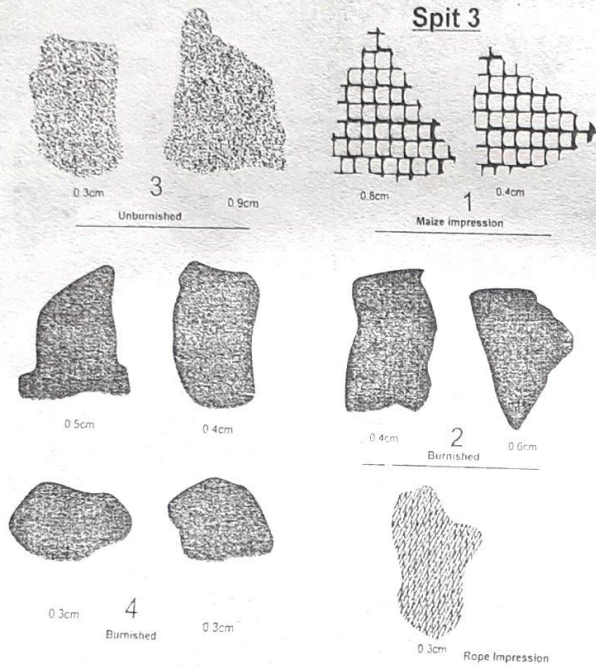 Spit 3
0.3cm
3
0.9cm
Unburnished
0.8cm
1
0.4cm
Maize impression
0.5cm
0.4cm
0.4cm
2
0.6cm
Burnished
0.3cm
4
0.3cm
Burnished
0.3cm
Rope Impression